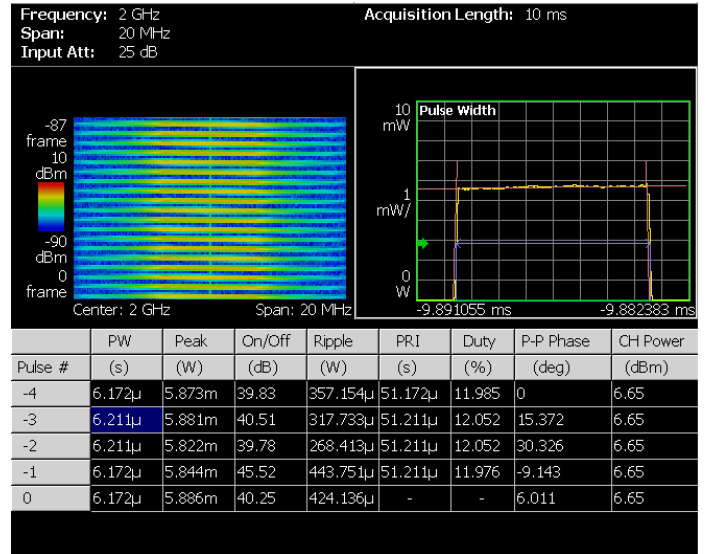 Frequency: 2 GHz Acquisition Length: 10 ms
Span: 20 MHz
Input Att: 25 dB
-87
frame
10
dBm
-90
dBm
0
frame
Center: 2 GHz Span: 20 MHz
10
mW
Pulse Width
1
mW/
0
W
-9.891055 ms -9.882383 ms
PW Peak On/Off Ripple PRI Duty P-P Phase CH Power
Pulse # (s) (W) (dB) (W) (s) (%) (deg) (dBm)
-4 6.172µ 5.873m 39.83 357.154µ 51.172µ 11.985 0 6.65
-3 6.211µ 5.881m 40.51 317.733µ 51.211µ 12.052 15.372 6.65
-2 6.211µ 5.822m 39.78 268.413µ 51.211µ 12.052 30.326 6.65
-1 6.172µ 5.844m 45.52 443.751µ 51.211µ 11.976 -9.143 6.65
0 6.172µ 5.886m 40.25 424.136µ - - 6.011 6.65